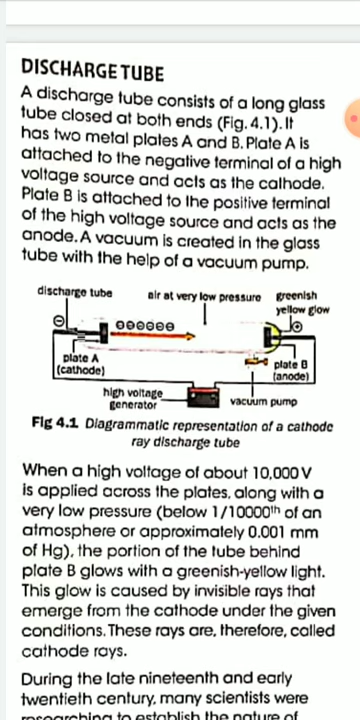 DISCHARGE TUBE
A discharge tube consists of a long glass
tube closed at both ends (Fig. 4.1). It
has two metal plates A and B. Plate A is
attached to the negative terminal of a high
voltage source and acts as the cathode.
Plate B is attached to the positive terminal
of the high voltage source and acts as the
anode. A vacuum is created in the glass
tube with the help of a vacuum pump.
discharge tube
air at very low pressure
greenish
yellow glow
plate A
(cathode)
plate B
(anode)
high voltage
generator
vacuum pump
Fig 4.1 Diagrammatic representation of a cathode
ray discharge tube
When a high voltage of about 10,000 V
is applied across the plates, along with a
very low pressure (below 1/10000th of an
atmosphere or approximately 0.001 mm
of Hg), the portion of the tube behind
plate B glows with a greenish-yellow light.
This glow is caused by invisible rays that
emerge from the cathode under the given
conditions. These rays are, therefore, called
cathode rays.
During the late nineteenth and early
twentieth century, many scientists were
researching to establish the nature of